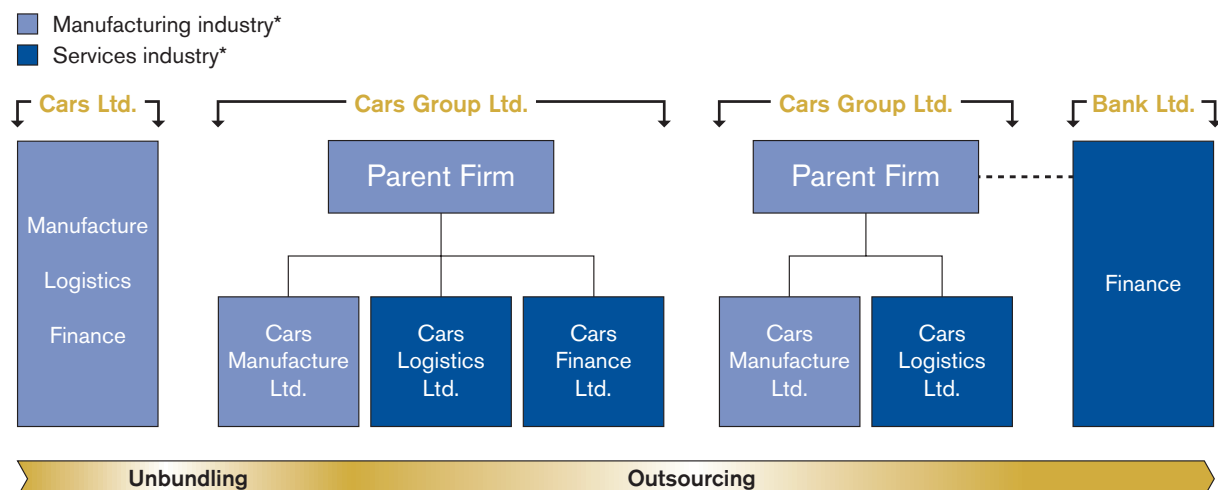 Manufacturing industry*
Services industry*
Cars Ltd.
Cars Group Ltd.
Cars Group Ltd.
Bank Ltd.
Manufacture
Logistics
Finance
Parent Firm
Cars
Manufacture
Ltd.
Cars
Logistics
Ltd.
Cars
Finance
Ltd.
Parent Firm
Cars
Manufacture
Ltd.
Cars
Logistics
Ltd.
Finance
Unbundling
Outsourcing